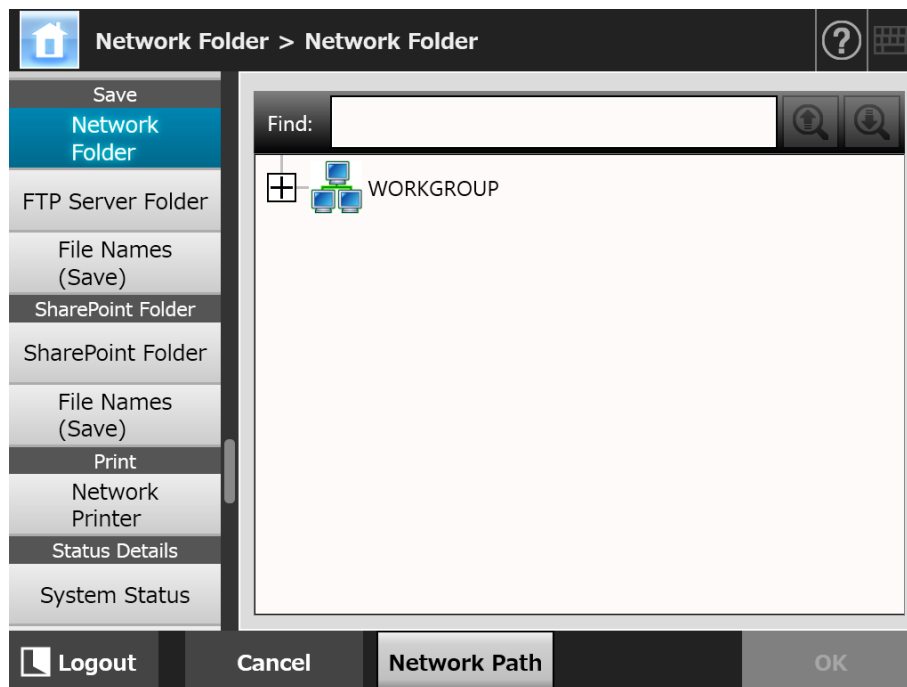 Network Folder > Network Folder
Save
Network
Folder
FTP Server Folder
File Names
(Save)
SharePoint Folder
SharePoint Folder
File Names
(Save)
Print
Network
Printer
Status Details
System Status
Find:
WORKGROUP
Logout
Cancel
Network Path
OK